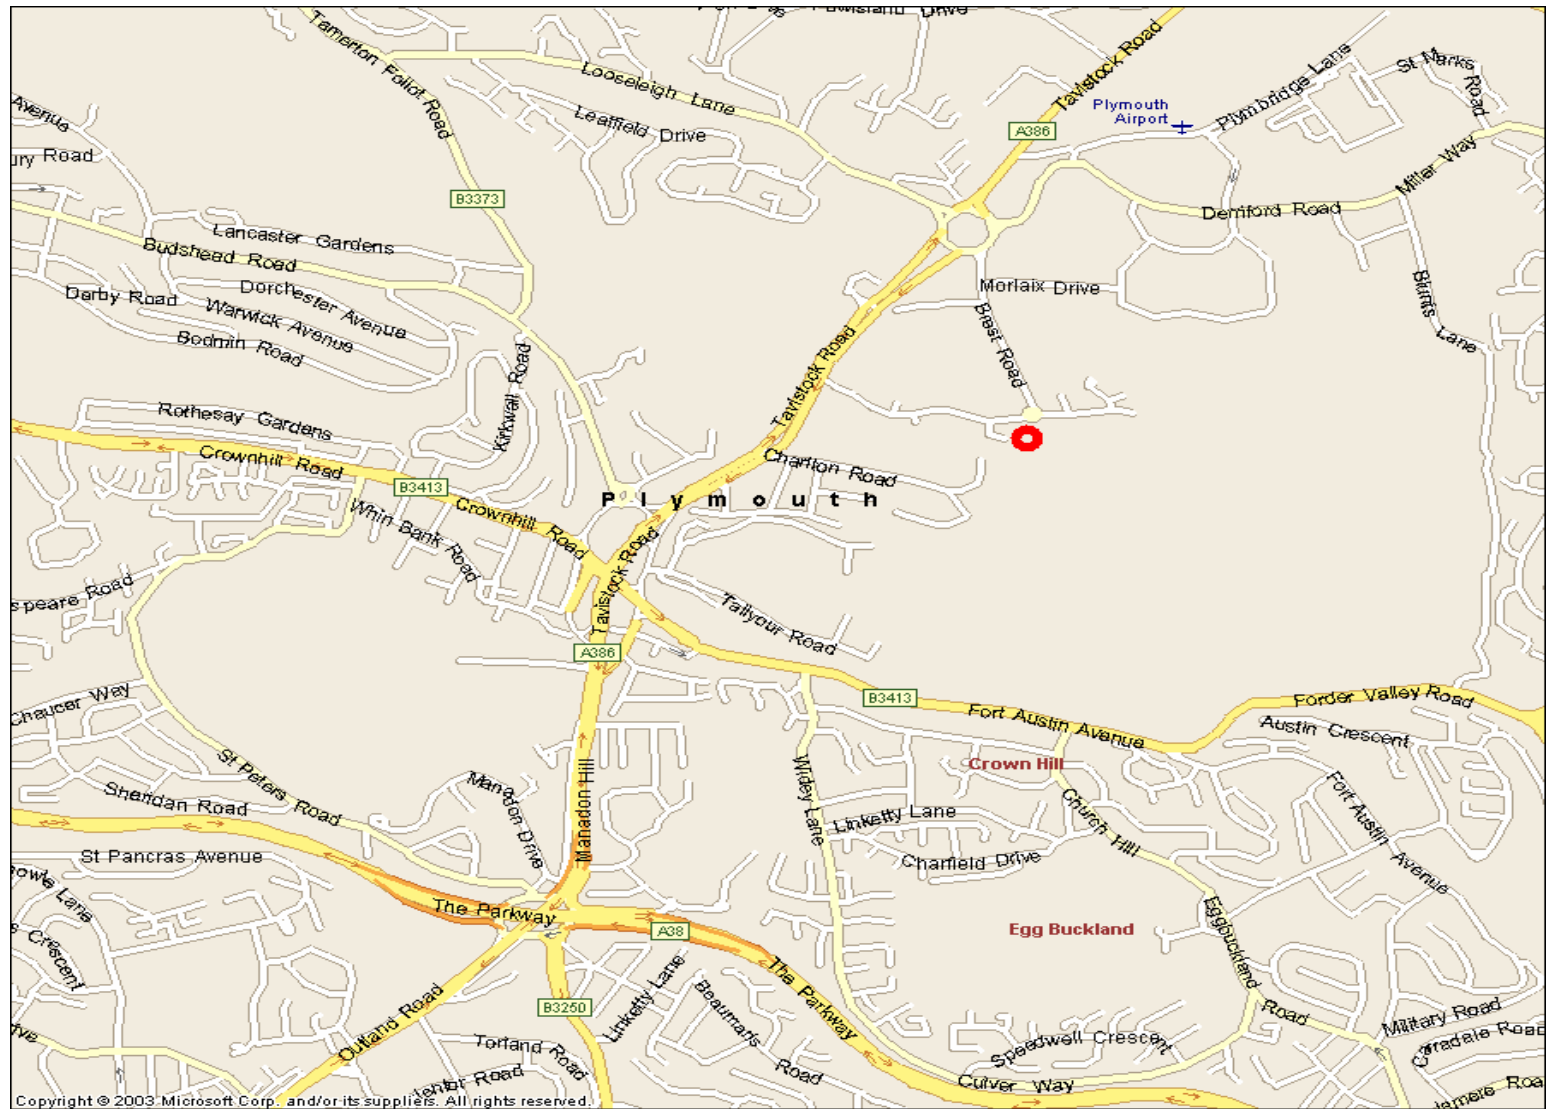 Tamerton Foliot Road
Looseleigh Lane
Tavistock Road
St Marks Road
Plymbridge Lane
Plymouth
Airport
A386
Avenue
Leatfield Drive
Miller Way
Road
B3373
Derriford Road
Lancaster Gardens
Budshead Road
Morlaix Drive
Blunts Lane
Derby Road
Dorchester Avenue
Warwick Avenue
Bodmin Road
Brest Road
Tavistock Road
Kirkwall Road
Rothesay Gardens
Crownhill Road
Charlton Road
B3413
Plymouth
Whin Bank Road
Crownhill Road
Tavistock Road
speare Road
Tallyour Road
A386
Chaucer Way
B3413
Forder Valley Road
Fort Austin Avenue
Austin Crescent
St Peters Road
Crown Hill
Manadon Hill
Widey Lane
Manadon Drive
Sheridan Road
Church Hill
Fort Austin Avenue
Linketty Lane
St Pancras Avenue
Charfield Drive
The Parkway
A38
Egg Buckland
Eggbuckland Road
Crescent
Linketty Lane
The Parkway
Beaumaris Road
B3250
Outland Road
Military Road
Torland Road
Speedwell Crescent
Culver Way
Road
Copyright © 2003 Microsoft Corp. and/or its suppliers. All rights reserved.